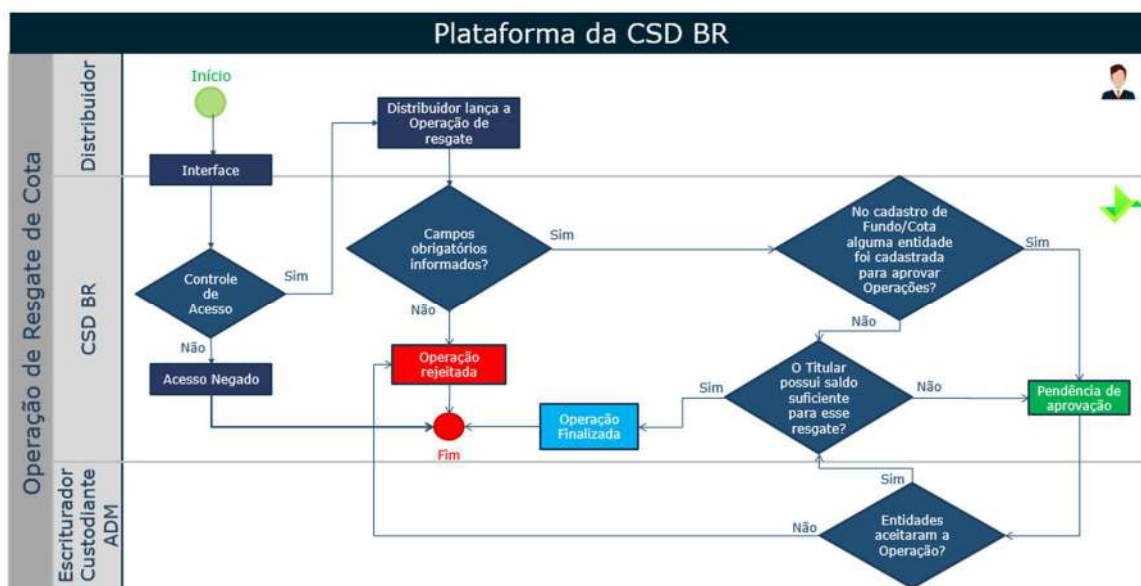 Plataforma da CSD BR
Operação de Resgate de Cota
Distribuidor
Início
Interface
Distribuidor lança a
Operação de
resgate
CSD BR
Controle
de
Acesso
Sim
Não
Acesso Negado
Campos
obrigatórios
informados?
Sim
Não
Operação
rejeitada
Fim
Operação
Finalizada
No cadastro de
Fundo/Cota
alguma entidade
foi cadastrada
para aprovar
Operações?
Sim
Não
O Titular
possui saldo
suficiente
para esse
resgate?
Sim
Não
Pendência de
aprovação
Escriturador
Custodiante
ADM
Entidades
aceitaram a
Operação?
Sim
Não